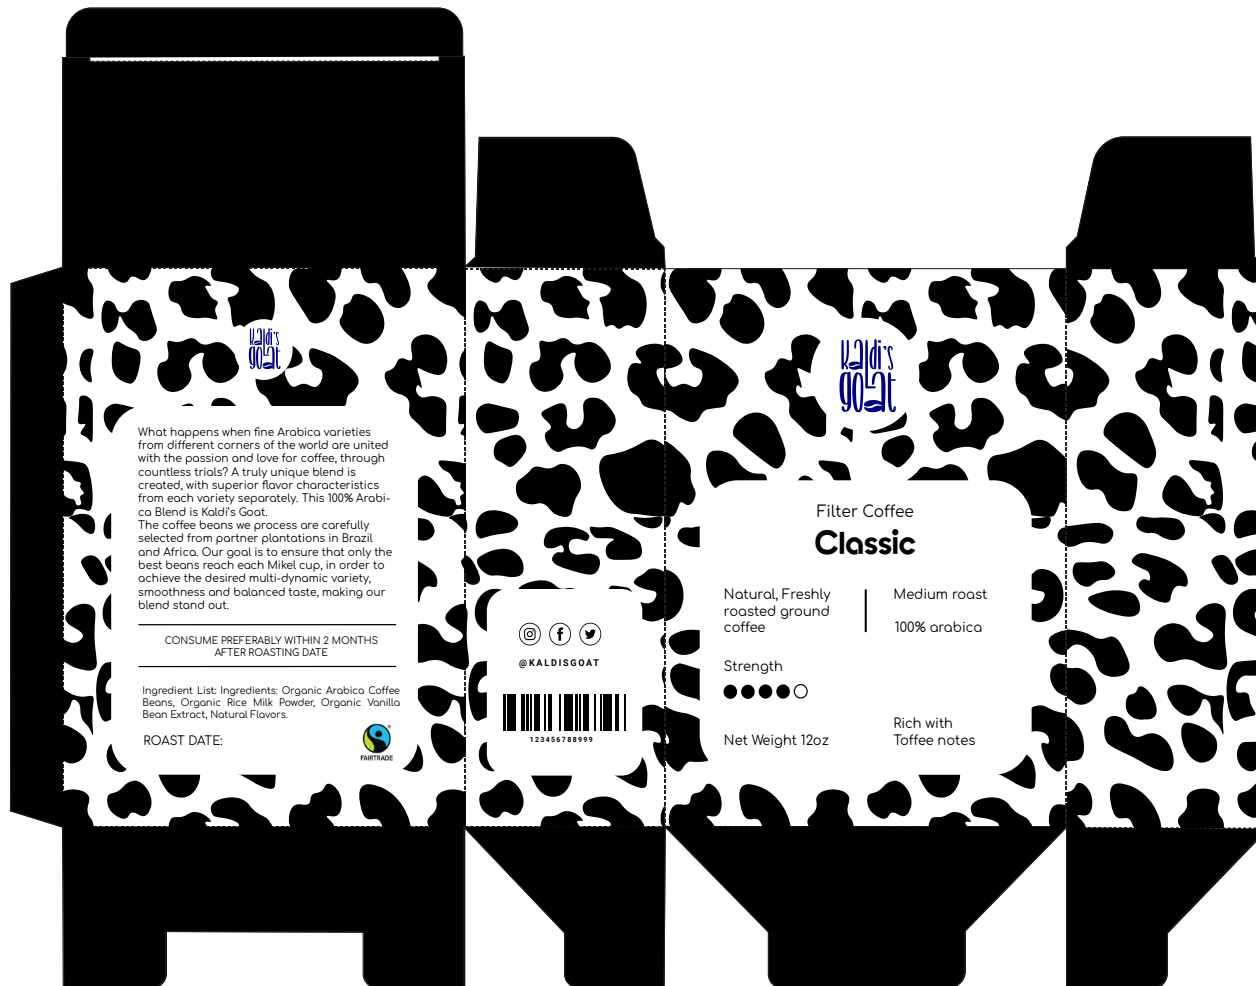 Kaldi's
goat
What happens when fine Arabica varieties
from different corners of the world are united
with the passion and love for coffee, through
countless trials? A truly unique blend is
created, with superior flavor characteristics
from each variety separately. This 100% Arabi-
ca Blend is Kaldi's Goat.
The coffee beans we process are carefully
selected from partner plantations in Brazil
and Africa. Our goal is to ensure that only the
best beans reach each Mikel cup, in order to
achieve the desired multi-dynamic variety,
smoothness and balanced taste, making our
blend stand out.
CONSUME PREFERABLY WITHIN 2 MONTHS
AFTER ROASTING DATE
Ingredient List: Ingredients: Organic Arabica Coffee
Beans, Organic Rice Milk Powder, Organic Vanilla
Bean Extract, Natural Flavors.
ROAST DATE:
FAIRTRADE
@KALDISGOAT
123456788999
Kaldi's
goat
Filter Coffee
Classic
Natural, Freshly
roasted ground
coffee
Medium roast
100% arabica
Strength
Net Weight 12oz
Rich with
Toffee notes